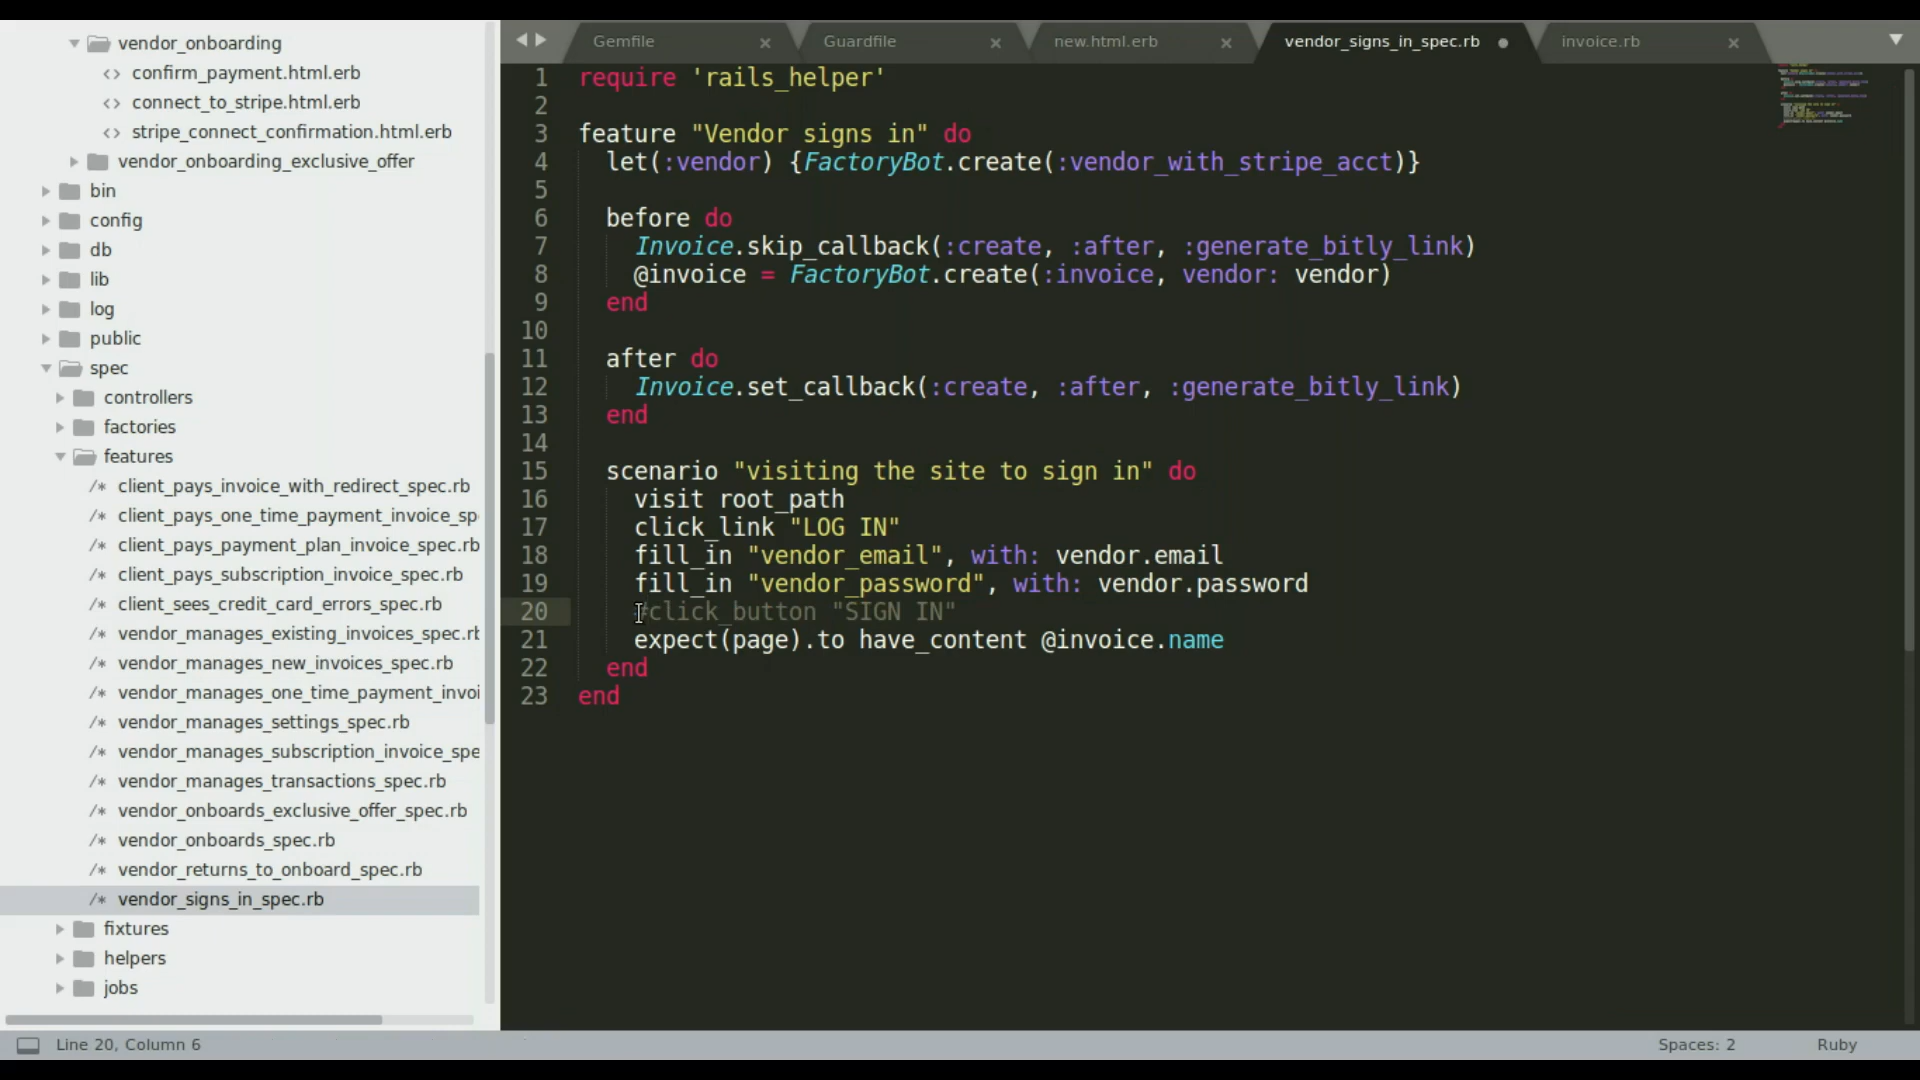 vendor_onboarding
confirm_payment.html.erb
connect_to_stripe.html.erb
stripe_connect_confirmation.html.erb
vendor_onboarding_exclusive_offer
bin
config
db
lib
log
public
spec
controllers
factories
features
client_pays_invoice_with_redirect_spec.rb
client_pays_one_time_payment_invoice_sp
client_pays_payment_plan_invoice_spec.rb
client_pays_subscription_invoice_spec.rb
client_sees_credit_card_errors_spec.rb
vendor_manages_existing_invoices_spec.rb
vendor_manages_new_invoices_spec.rb
vendor_manages_one_time_payment_invoi
vendor_manages_settings_spec.rb
vendor_manages_subscription_invoice_spe
vendor_manages_transactions_spec.rb
vendor_onboards_exclusive_offer_spec.rb
vendor_onboards_spec.rb
vendor_returns_to_onboard_spec.rb
vendor_signs_in_spec.rb
fixtures
helpers
jobs
Gemfile Guardfile new.html.erb vendor_signs_in_spec.rb invoice.rb
1 require 'rails_helper'
2
3 feature "Vendor signs in" do
4 let(:vendor) {FactoryBot.create(:vendor_with_stripe_acct)}
5
6 before do
7 Invoice.skip_callback(:create, :after, :generate_bitly_link)
8 @invoice = FactoryBot.create(:invoice, vendor: vendor)
9 end
10
11 after do
12 Invoice.set_callback(:create, :after, :generate_bitly_link)
13 end
14
15 scenario "visiting the site to sign in" do
16 visit root_path
17 click_link "LOG IN"
18 fill_in "vendor_email", with: vendor.email
19 fill_in "vendor_password", with: vendor.password
20 #click_button "SIGN IN"
21 expect(page).to have_content @invoice.name
22 end
23 end
Line 20, Column 6 Spaces: 2 Ruby